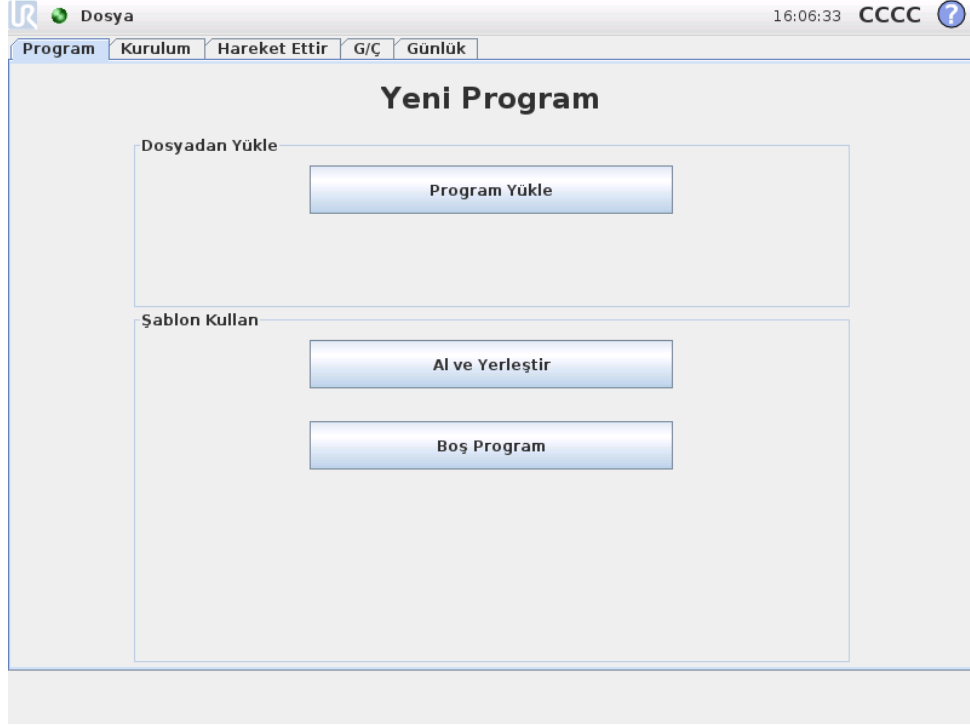 UR Dosya 16:06:33 CCCC ?
Program Kurulum Hareket Ettir G/Ç Günlük
Yeni Program
Dosyadan Yükle
Program Yükle
Şablon Kullan
Al ve Yerleştir
Boş Program